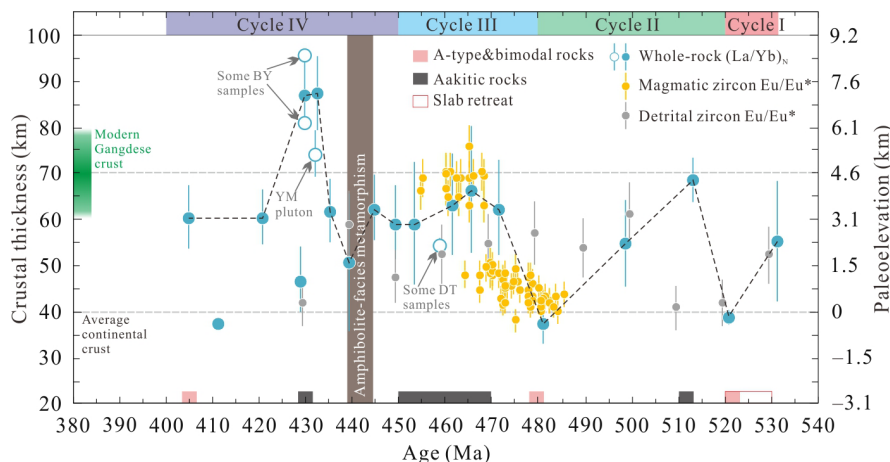 Cycle IV
Cycle III
Cycle II
Cycle I
100
90
80
70
60
50
40
30
20
Crustal thickness (km)
9.2
7.6
6.1
4.6
3.1
1.5
0
-1.5
-3.1
Paleoelevation (km)
A-type&bimodal rocks
Aakitic rocks
Slab retreat
Whole-rock (La/Yb)N
Magmatic zircon Eu/Eu*
Detrital zircon Eu/Eu*
Some BY
samples
Modern
Gangdese
crust
YM
pluton
Amphibolite-facies metamorphism
Some DT
samples
Average
continental
crust
380
390
400
410
420
430
440
450
460
470
480
490
500
510
520
530
540
Age (Ma)